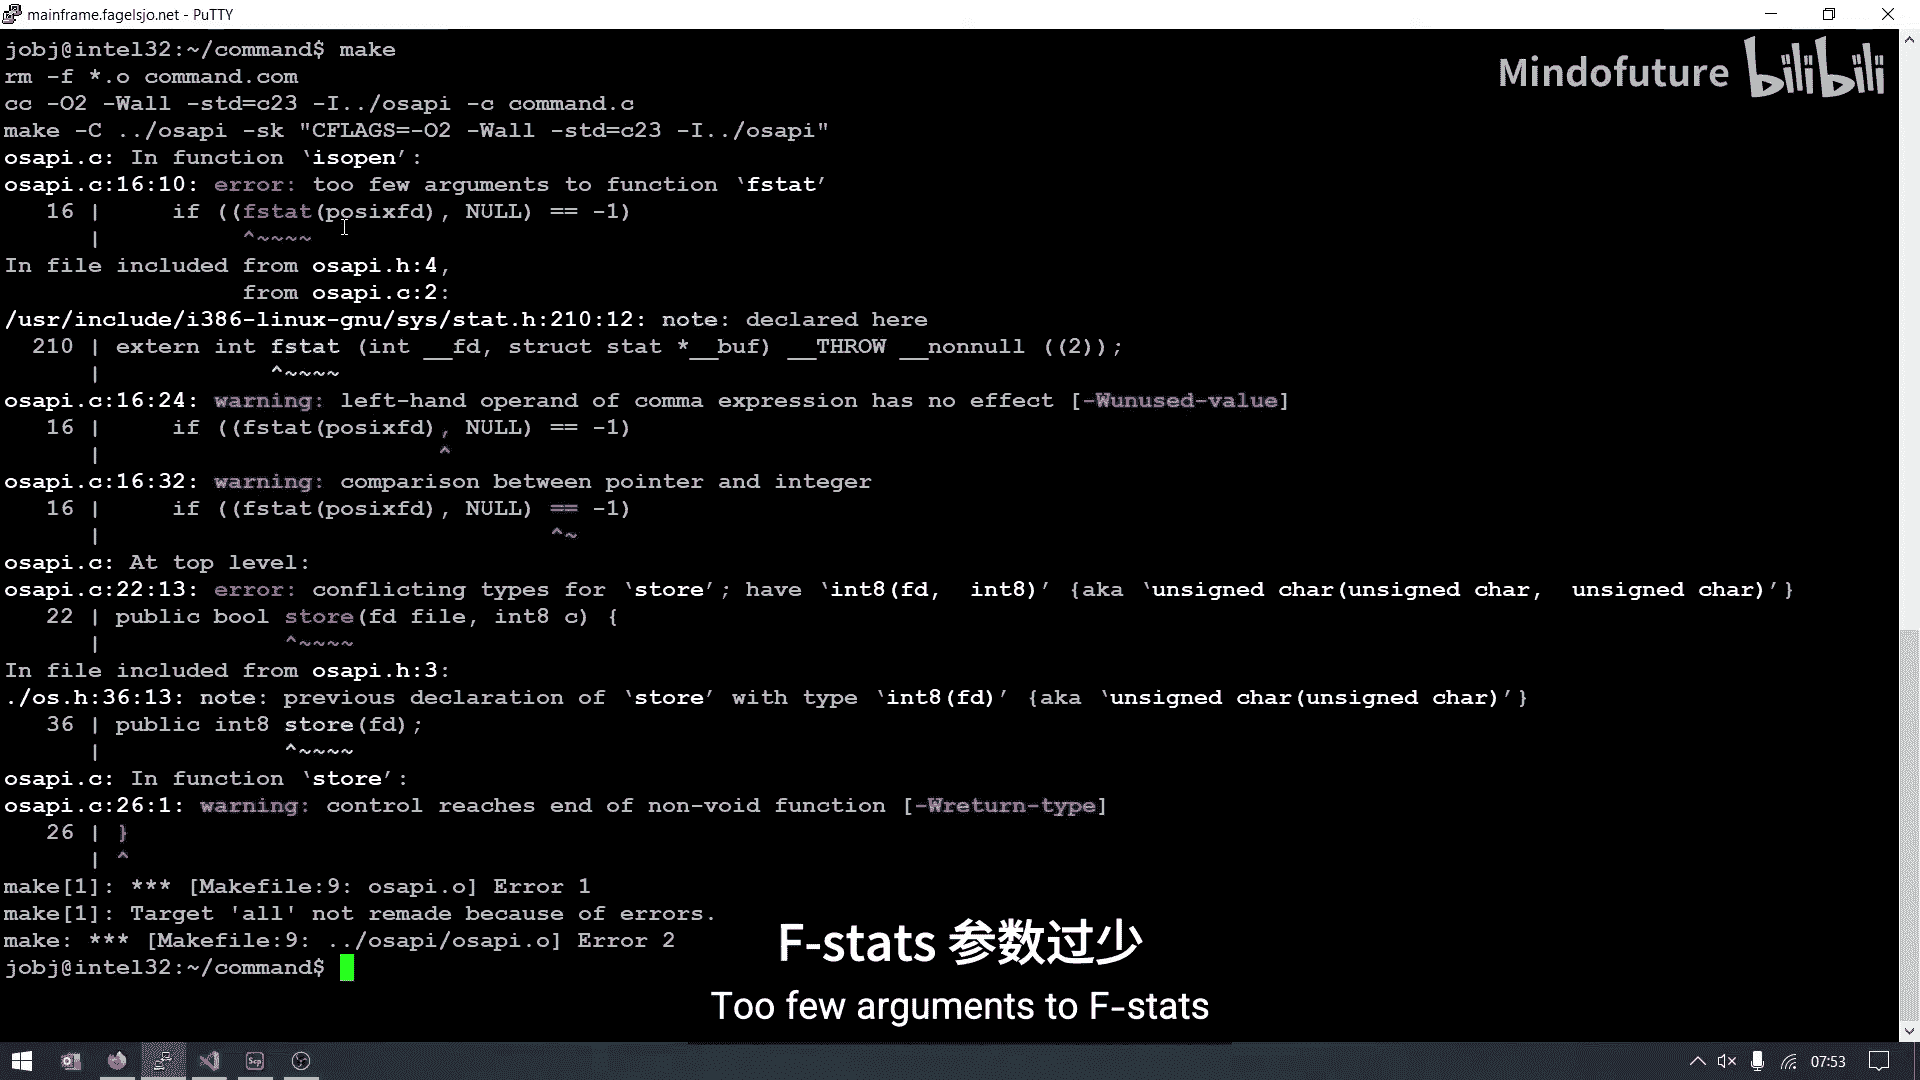 mainframe.fagelsjo.net - PuTTY
jobj@intel32:~/command$ make
rm -f *.o command.com
cc -O2 -Wall -std=c23 -I../osapi -c command.c
make -C ../osapi -sk "CFLAGS=-O2 -Wall -std=c23 -I../osapi"
osapi.c: In function ‘isopen’:
osapi.c:16:10: error: too few arguments to function ‘fstat’
   16 |     if ((fstat(posixfd), NULL) == -1)
      |          ^~~~~
In file included from osapi.h:4,
                 from osapi.c:2:
/usr/include/i386-linux-gnu/sys/stat.h:210:12: note: declared here
  210 | extern int fstat (int __fd, struct stat *__buf) __THROW __nonnull ((2));
      |            ^~~~~
osapi.c:16:24: warning: left-hand operand of comma expression has no effect [-Wunused-value]
   16 |     if ((fstat(posixfd), NULL) == -1)
      |                        ^
osapi.c:16:32: warning: comparison between pointer and integer
   16 |     if ((fstat(posixfd), NULL) == -1)
      |                                ^~
osapi.c: At top level:
osapi.c:22:13: error: conflicting types for ‘store’; have ‘int8(fd,  int8)’ {aka ‘unsigned char(unsigned char,  unsigned char)’}
   22 | public bool store(fd file, int8 c) {
      |             ^~~~~
In file included from osapi.h:3:
./os.h:36:13: note: previous declaration of ‘store’ with type ‘int8(fd)’ {aka ‘unsigned char(unsigned char)’}
   36 | public int8 store(fd);
      |             ^~~~~
osapi.c: In function ‘store’:
osapi.c:26:1: warning: control reaches end of non-void function [-Wreturn-type]
   26 | }
      | ^
make[1]: *** [Makefile:9: osapi.o] Error 1
make[1]: Target 'all' not remade because of errors.
make: *** [Makefile:9: ../osapi/osapi.o] Error 2
jobj@intel32:~/command$
Mindofuture bilibili
F-stats 参数过少
Too few arguments to F-stats
Scp
07:53